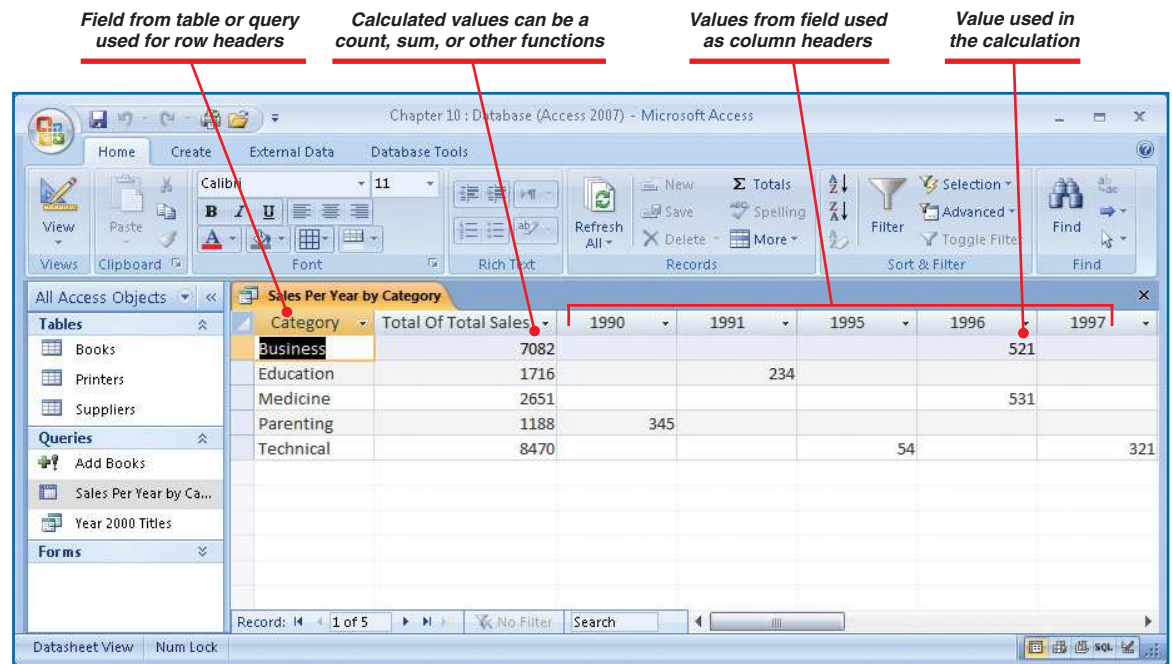 Field from table or query
used for row headers
Calculated values can be a
count, sum, or other functions
Values from field used
as column headers
Value used in
the calculation
Chapter 10 : Database (Access 2007) - Microsoft Access
Home Create External Data Database Tools
View
Paste
Calibri 11
B I U
A
ab
Refresh
All
New
Save
Delete
Σ Totals
Spelling
More
Filter
Selection
Advanced
Toggle Filter
Find
Views Clipboard Font Rich Text Records Sort & Filter Find
All Access Objects «
Tables
Books
Printers
Suppliers
Queries
Add Books
Sales Per Year by Ca...
Year 2000 Titles
Forms
Sales Per Year by Category
Category Total Of Total Sales 1990 1991 1995 1996 1997
Business 7082 521
Education 1716 234
Medicine 2651 531
Parenting 1188 345
Technical 8470 54 321
Record: 1 of 5 No Filter Search
Datasheet View Num Lock SQL